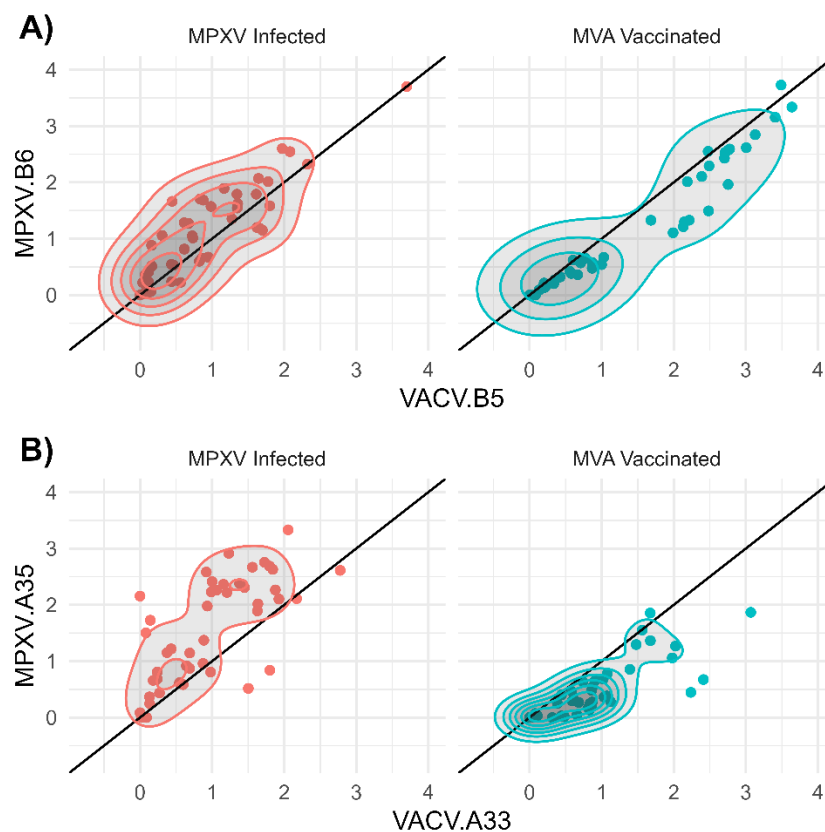 A)
MPXV Infected
MVA Vaccinated
4
3
2
1
0
MPXV.B6
0 1 2 3 4
0 1 2 3 4
VACV.B5
B)
MPXV Infected
MVA Vaccinated
4
3
2
1
0
MPXV.A35
0 1 2 3 4
0 1 2 3 4
VACV.A33